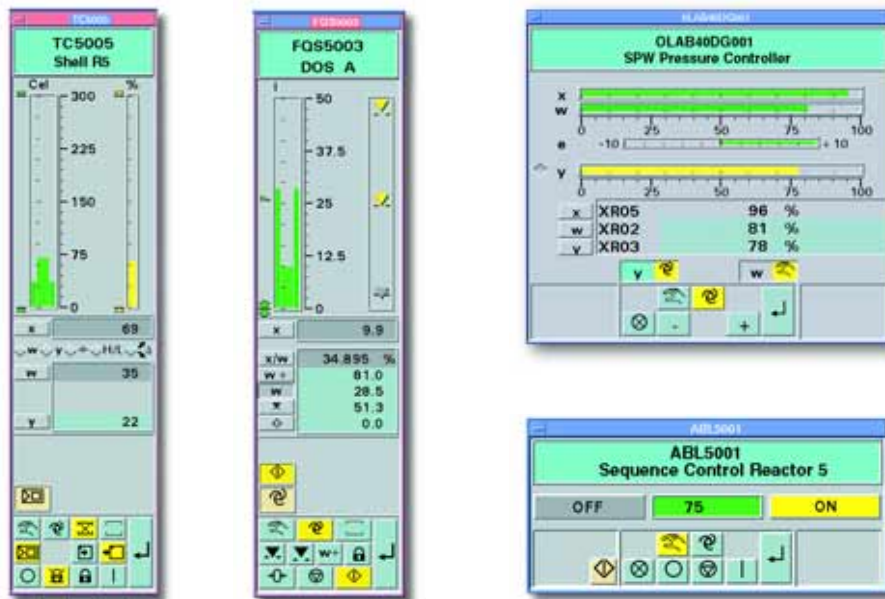 TC5005
TC5005
Shell R5
Cel
%
300
225
150
75
0
x 69
w y H/L
w 35
y 22
FQS5003
FQS5003
DOS A
l
50
37.5
25
12.5
0
x 9.9
x/w 34.895 %
w+ 81.0
w 28.5
51.3
0.0
w+
OLAB40DG001
SPW Pressure Controller
x
w
0 25 50 75 100
e -10 + 10
y
0 25 50 75 100
x XR05 96 %
w XR02 81 %
y XR03 78 %
y w
- +
ABL5001
ABL5001
Sequence Control Reactor 5
OFF 75 ON